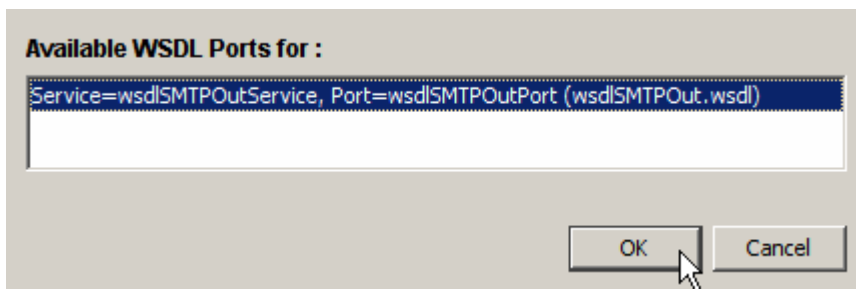 Available WSDL Ports for :
Service=wsdlSMTPOutService, Port=wsdlSMTPOutPort (wsdlSMTPOut.wsdl)
OK
Cancel